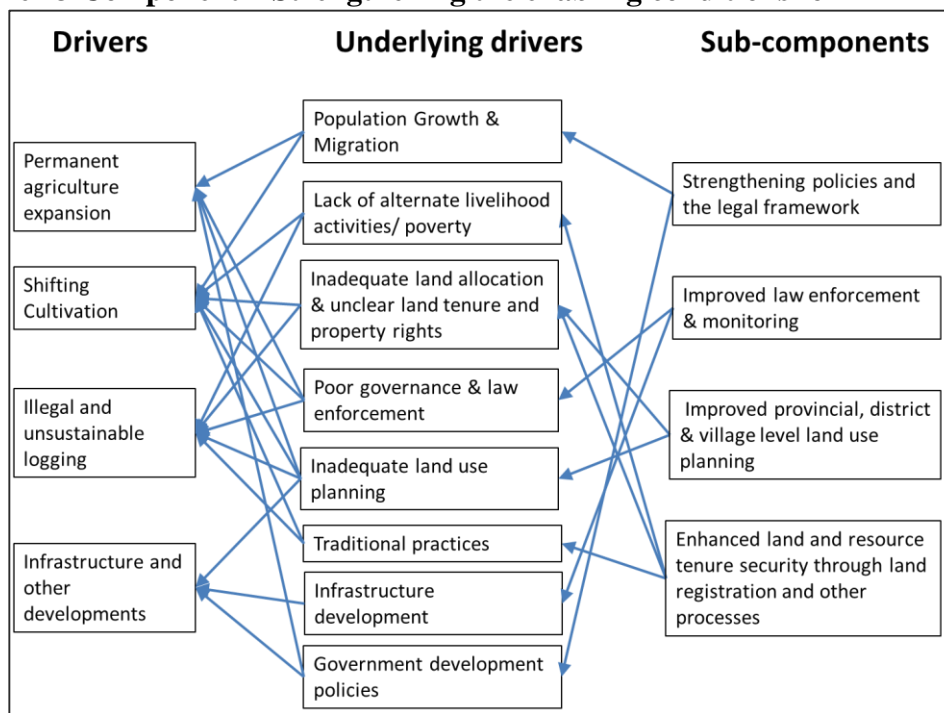 Drivers
Underlying drivers
Sub-components
Permanent
agriculture
expansion
Shifting
Cultivation
Illegal and
unsustainable
logging
Infrastructure and
other
developments
Population Growth &
Migration
Lack of alternate livelihood
activities/ poverty
Inadequate land allocation
& unclear land tenure and
property rights
Poor governance & law
enforcement
Inadequate land use
planning
Traditional practices
Infrastructure
development
Government development
policies
Strengthening policies and
the legal framework
Improved law enforcement
& monitoring
Improved provincial, district
& village level land use
planning
Enhanced land and resource
tenure security through land
registration and other
processes